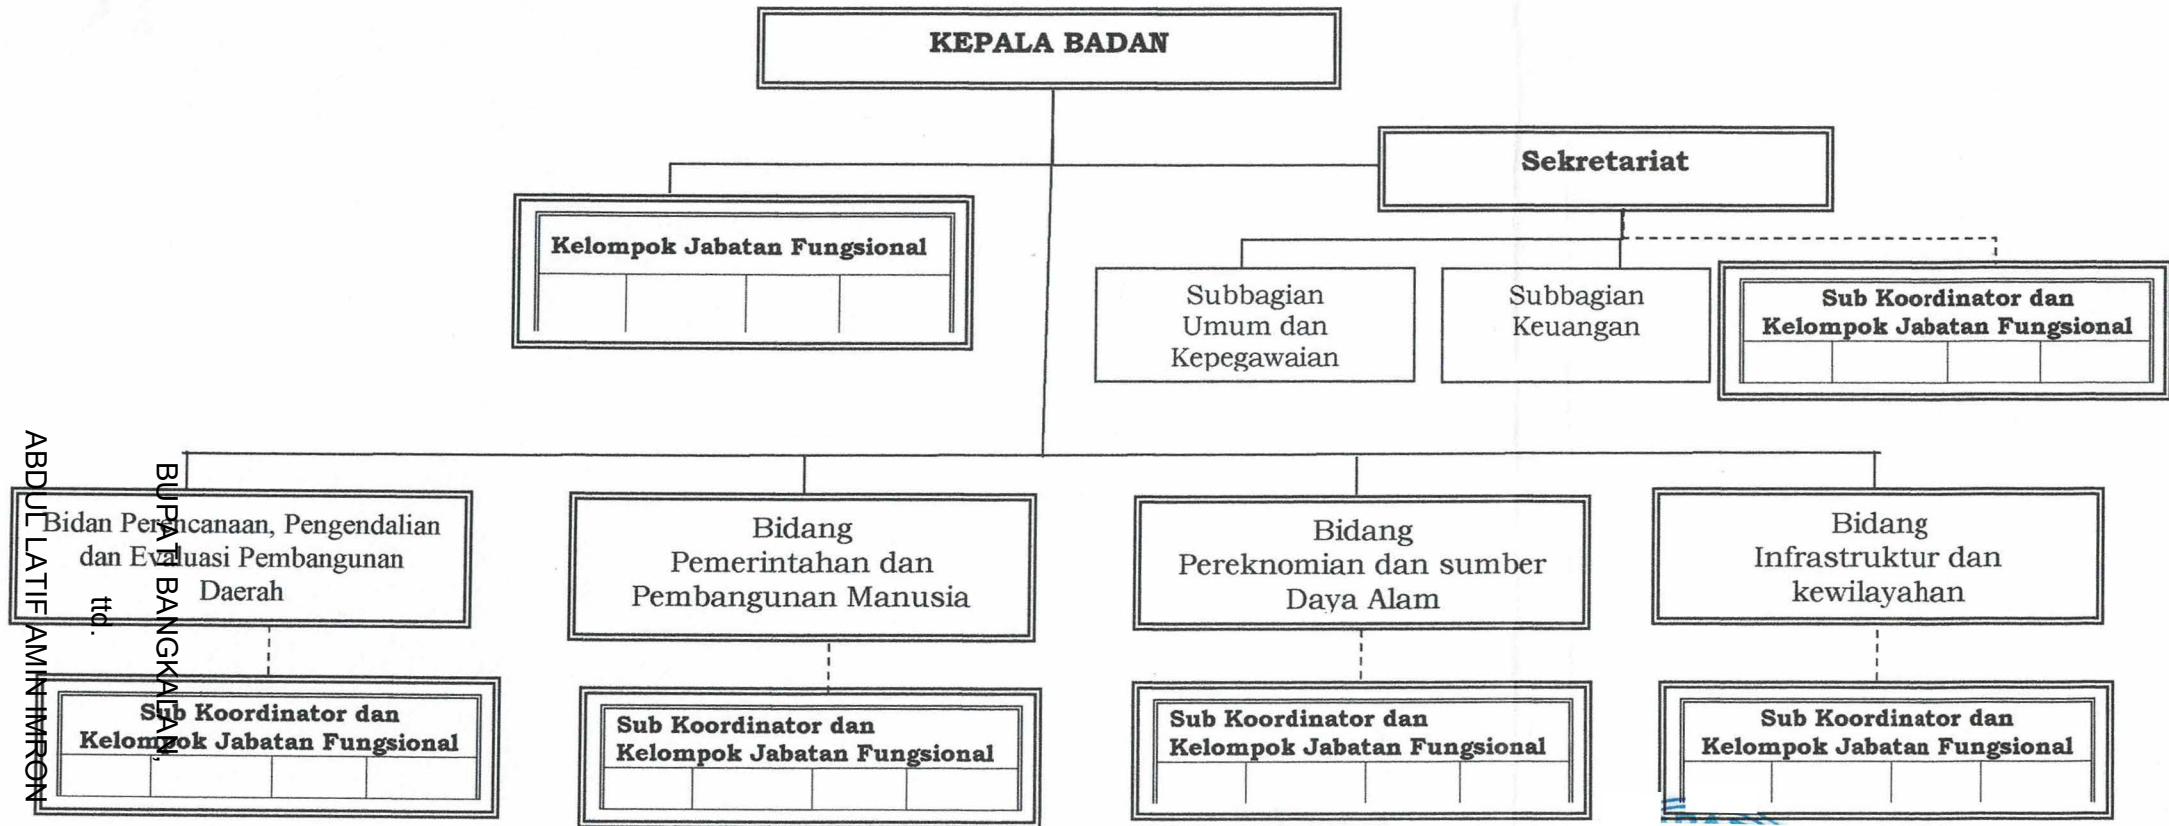 KEPALA BADAN
Sekretariat
Kelompok Jabatan Fungsional
Subbagian
Umum dan
Kepegawaian
Subbagian
Keuangan
Sub Koordinator dan
Kelompok Jabatan Fungsional
Bidan Perencanaan, Pengendalian
dan Evaluasi Pembangunan
Daerah
Bidang
Pemerintahan dan
Pembangunan Manusia
Bidang
Pereknomian dan sumber
Daya Alam
Bidang
Infrastruktur dan
kewilayahan
Sub Koordinator dan
Kelompok Jabatan Fungsional
Sub Koordinator dan
Kelompok Jabatan Fungsional
Sub Koordinator dan
Kelompok Jabatan Fungsional
Sub Koordinator dan
Kelompok Jabatan Fungsional
BUPATI BANGKALAN,
ttd.
ABDUL LATIF AMIN IMRON